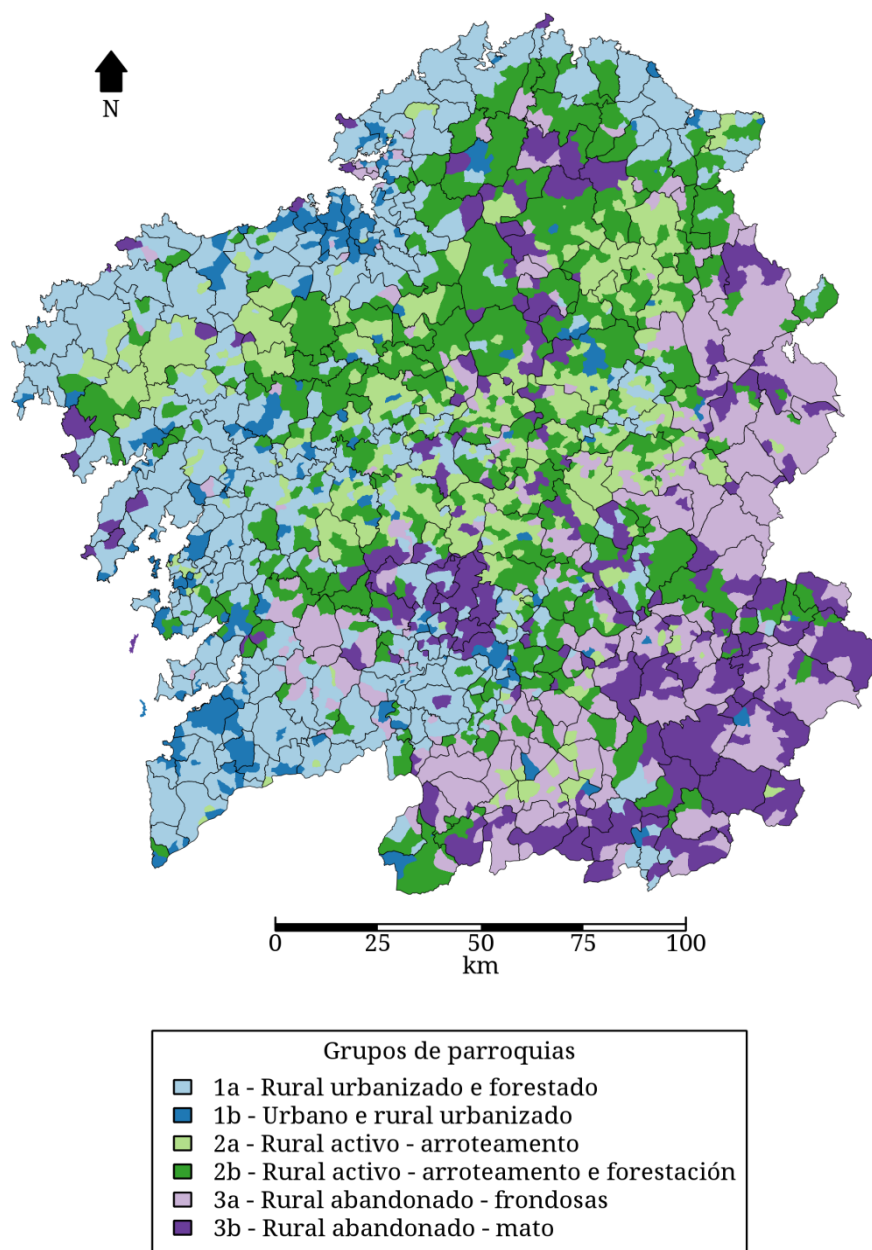 N
0 25 50 75 100
km
Grupos de parroquias
1a - Rural urbanizado e forestado
1b - Urbano e rural urbanizado
2a - Rural activo - arroteamento
2b - Rural activo - arroteamento e forestación
3a - Rural abandonado - frondosas
3b - Rural abandonado - mato